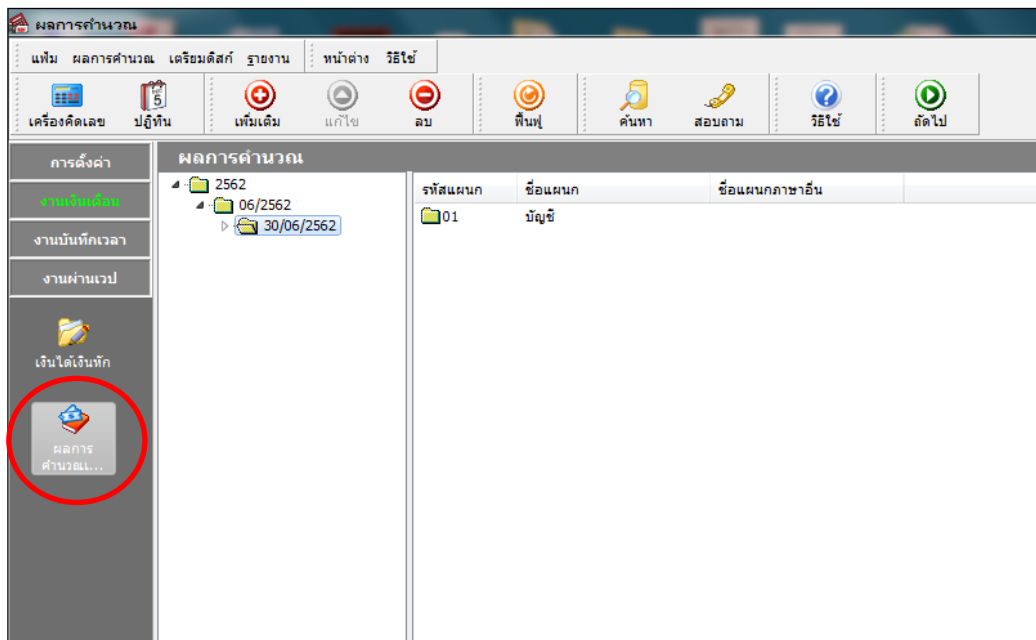 ผลการคำนวณ
แฟ้ม ผลการคำนวณ เตรียมดิสก์ รายงาน หน้าต่าง วิธีใช้
เครื่องคิดเลข ปฏิทิน เพิ่มเติม แก้ไข ลบ ฟื้นฟู ค้นหา สอบถาม วิธีใช้ ถัดไป
การตั้งค่า
งานเงินเดือน
งานบันทึกเวลา
งานผ่านเวป
เงินได้เงินหัก
ผลการ
คำนวณ...
ผลการคำนวณ
2562
06/2562
30/06/2562
รหัสแผนก ชื่อแผนก ชื่อแผนกภาษาอื่น
01 บัญชี